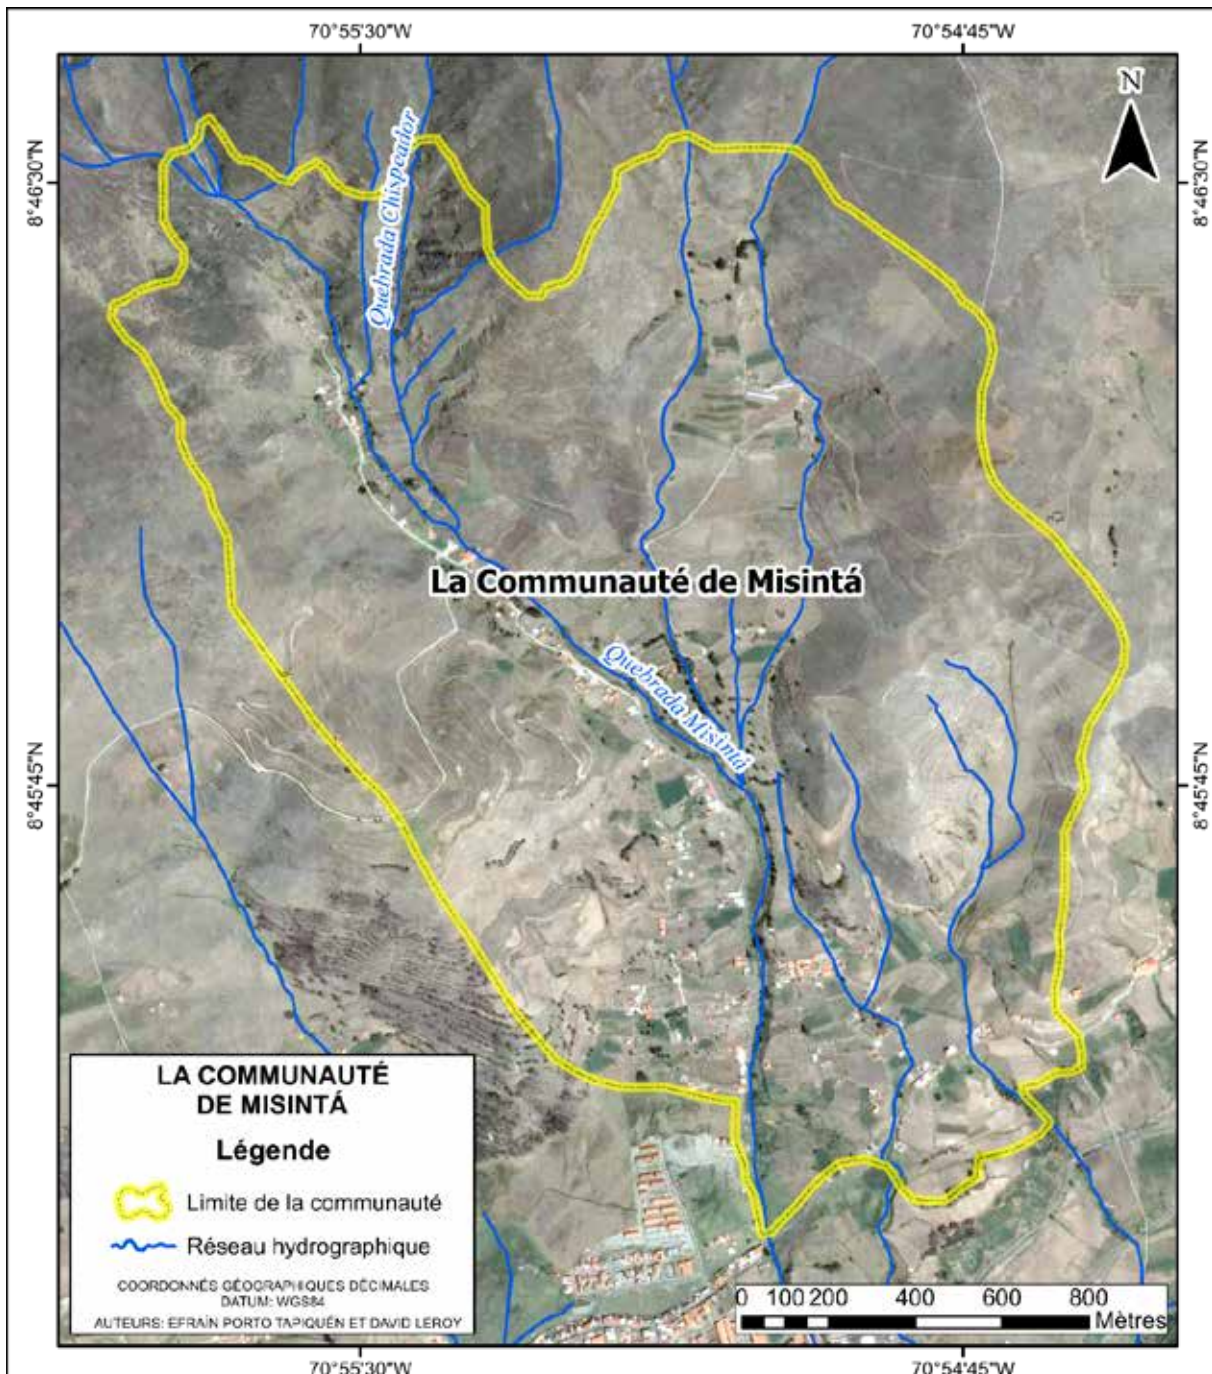 70°55'30"W
70°54'45"W
N
8°46'30"N
8°46'30"N
Quebrada Chispeador
La Communauté de Misintá
Quebrada Misintá
8°45'45"N
8°45'45"N
LA COMMUNAUTÉ
DE MISINTÁ
Légende
Limite de la communauté
Réseau hydrographique
COORDONNÉS GÉOGRAPHIQUES DÉCIMALES
DATUM: WGS84
AUTEURS: EFRAÍN PORTO TAPIQUÉN ET DAVID LEROY
0 100 200 400 600 800
Mètres
70°55'30"W
70°54'45"W